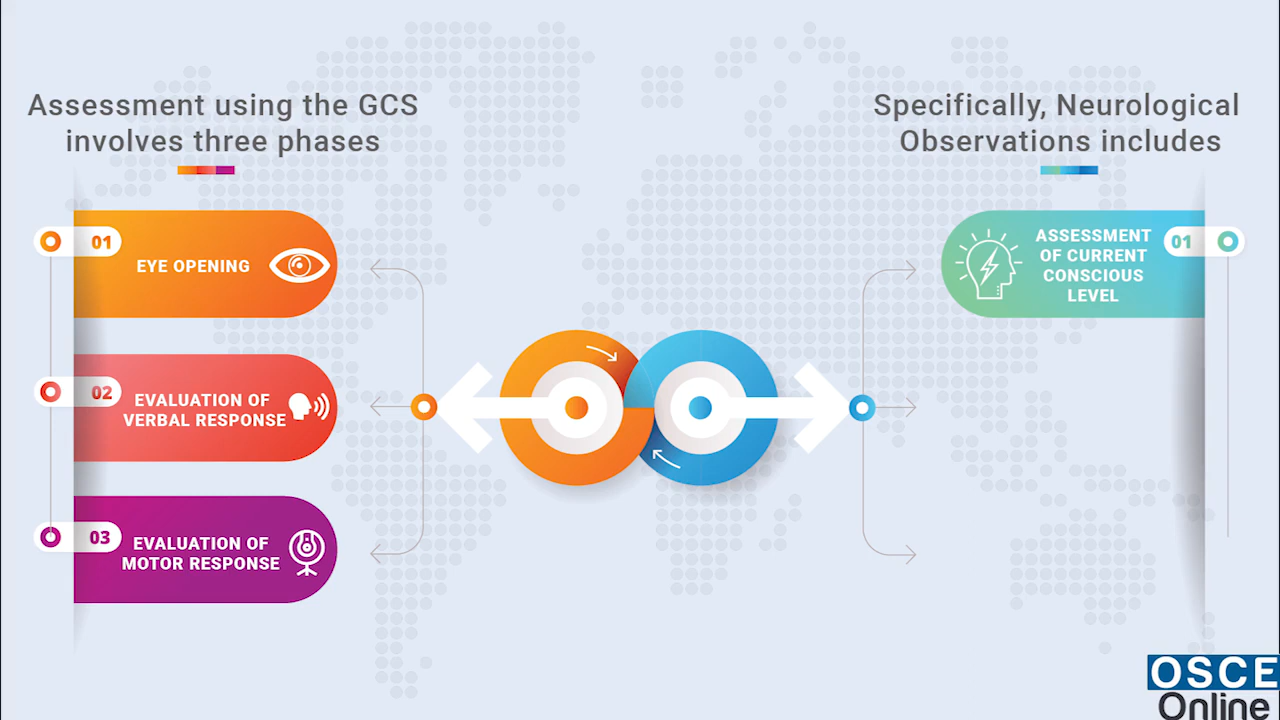 Assessment using the GCS
involves three phases
01
EYE OPENING
02
EVALUATION OF
VERBAL RESPONSE
03
EVALUATION OF
MOTOR RESPONSE
Specifically, Neurological
Observations includes
ASSESSMENT
OF CURRENT
CONSCIOUS
LEVEL
01
OSCE
Online